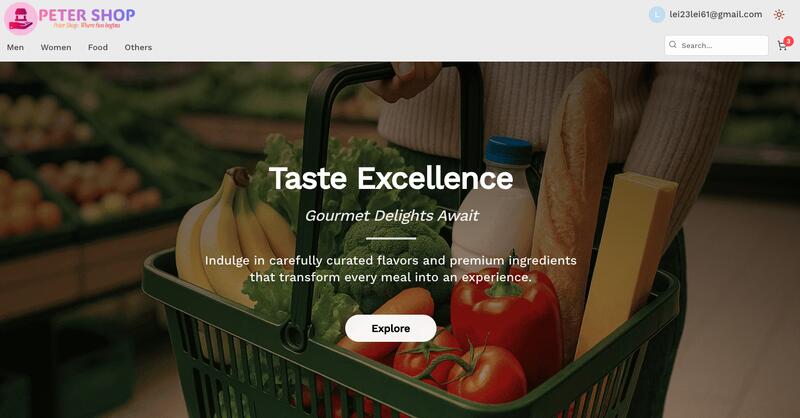 PETER SHOP
Peter Shop: Where fun begins
L
lei23lei61@gmail.com
Men
Women
Food
Others
Search...
3
Taste Excellence
Gourmet Delights Await
Indulge in carefully curated flavors and premium ingredients
that transform every meal into an experience.
Explore